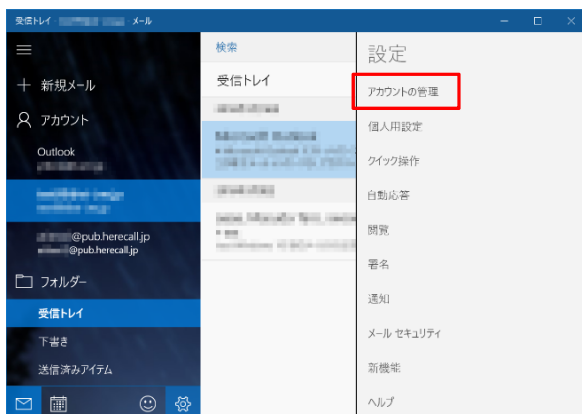 受信トレイ - メール
新規メール
アカウント
Outlook
@pub.herecall.jp
@pub.herecall.jp
フォルダー
受信トレイ
下書き
送信済みアイテム
検索
受信トレイ
設定
アカウントの管理
個人用設定
クイック操作
自動応答
閲覧
署名
通知
メール セキュリティ
新機能
ヘルプ